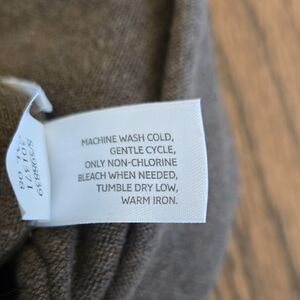 MACHINE WASH COLD,
GENTLE CYCLE,
ONLY NON-CHLORINE
BLEACH WHEN NEEDED,
TUMBLE DRY LOW,
WARM IRON.